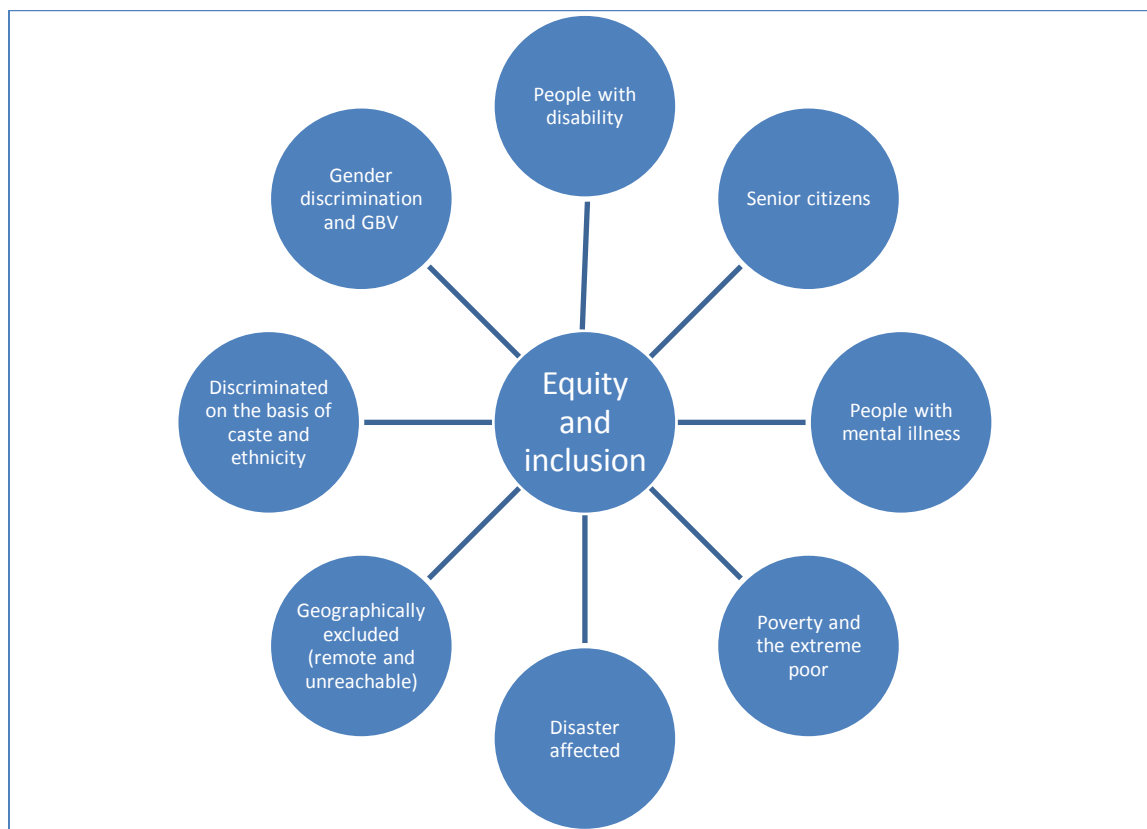 People with
disability
Senior citizens
People with
mental illness
Poverty and
the extreme
poor
Disaster
affected
Geographically
excluded
(remote and
unreachable)
Discriminated
on the basis of
caste and
ethnicity
Gender
discrimination
and GBV
Equity
and
inclusion